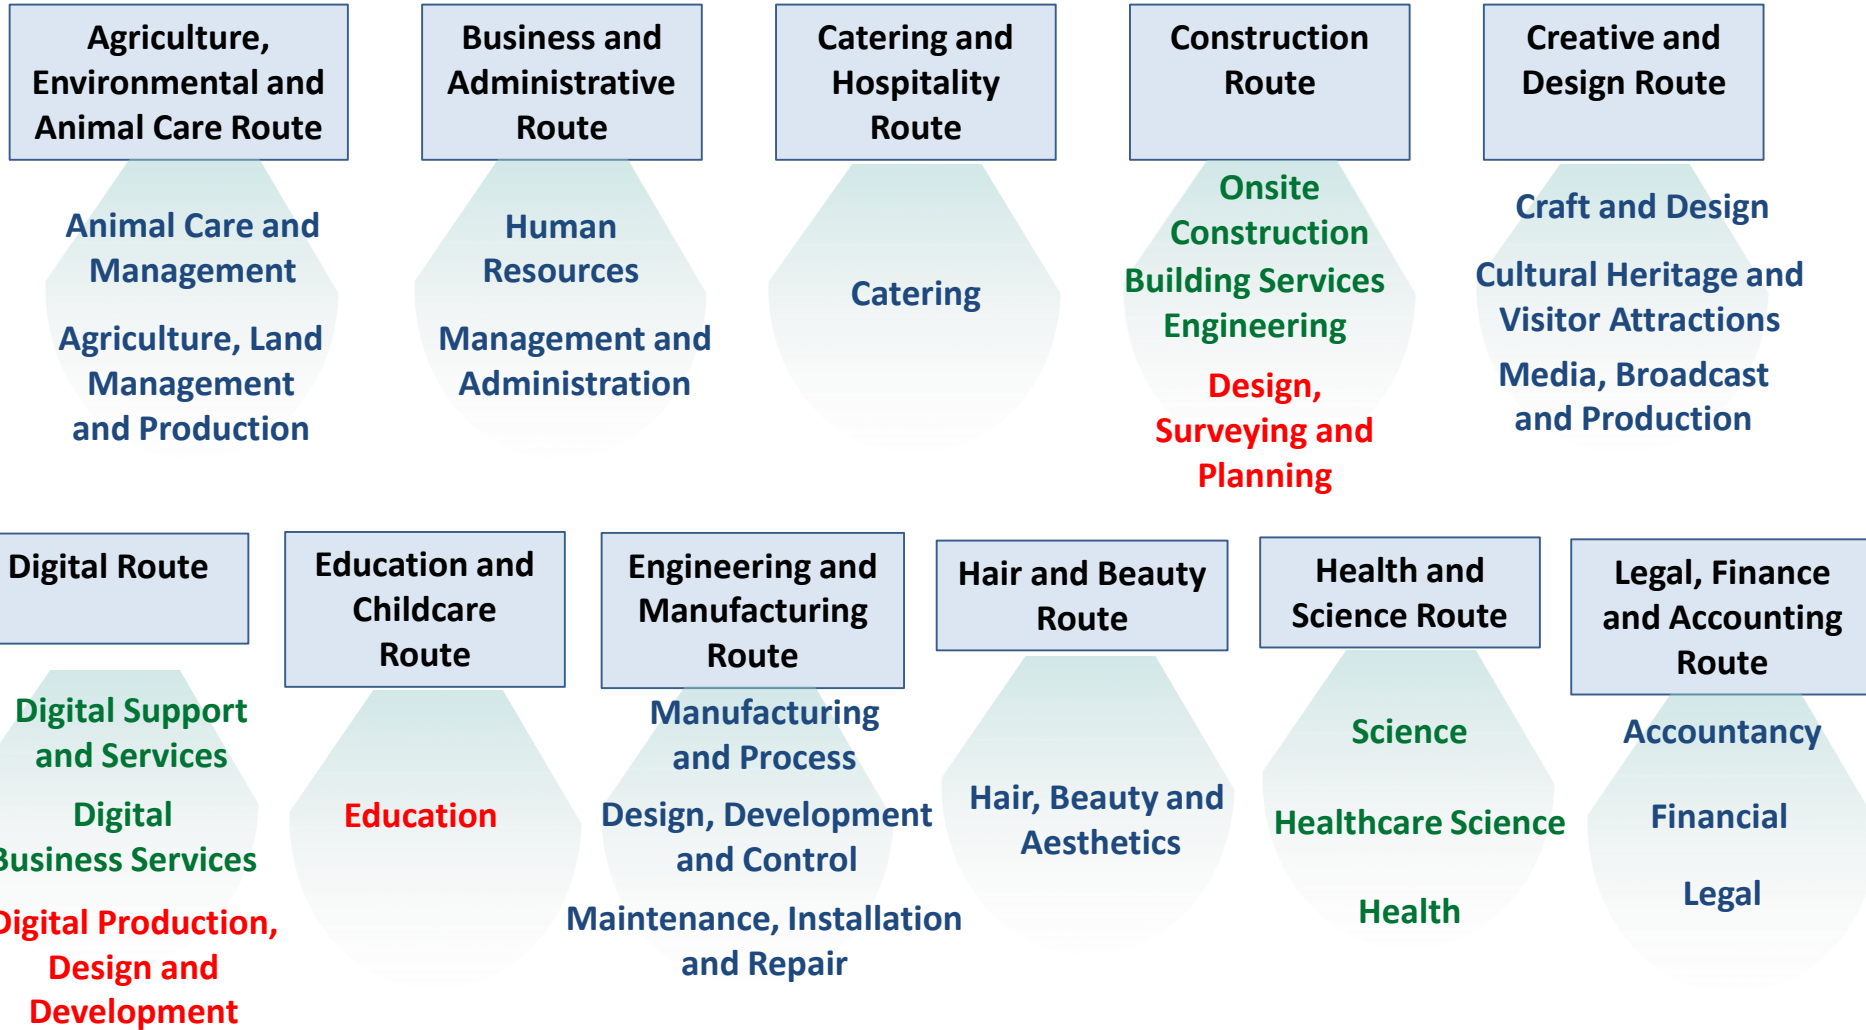 Agriculture,
Environmental and
Animal Care Route
Animal Care and
Management
Agriculture, Land
Management
and Production
Business and
Administrative
Route
Human
Resources
Management and
Administration
Catering and
Hospitality
Route
Catering
Construction
Route
Onsite
Construction
Building Services
Engineering
Design,
Surveying and
Planning
Creative and
Design Route
Craft and Design
Cultural Heritage and
Visitor Attractions
Media, Broadcast
and Production
Digital Route
Digital Support
and Services
Digital
Business Services
Digital Production,
Design and
Development
Education and
Childcare
Route
Education
Engineering and
Manufacturing
Route
Manufacturing
and Process
Design, Development
and Control
Maintenance, Installation
and Repair
Hair and Beauty
Route
Hair, Beauty and
Aesthetics
Health and
Science Route
Science
Healthcare Science
Health
Legal, Finance
and Accounting
Route
Accountancy
Financial
Legal